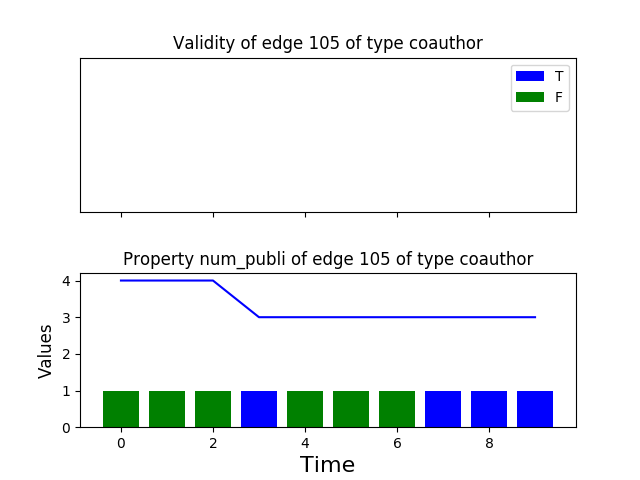 Validity of edge 105 of type coauthor
T
F
Property num_publi of edge 105 of type coauthor
4
3
2
1
0
Values
0 2 4 6 8
Time